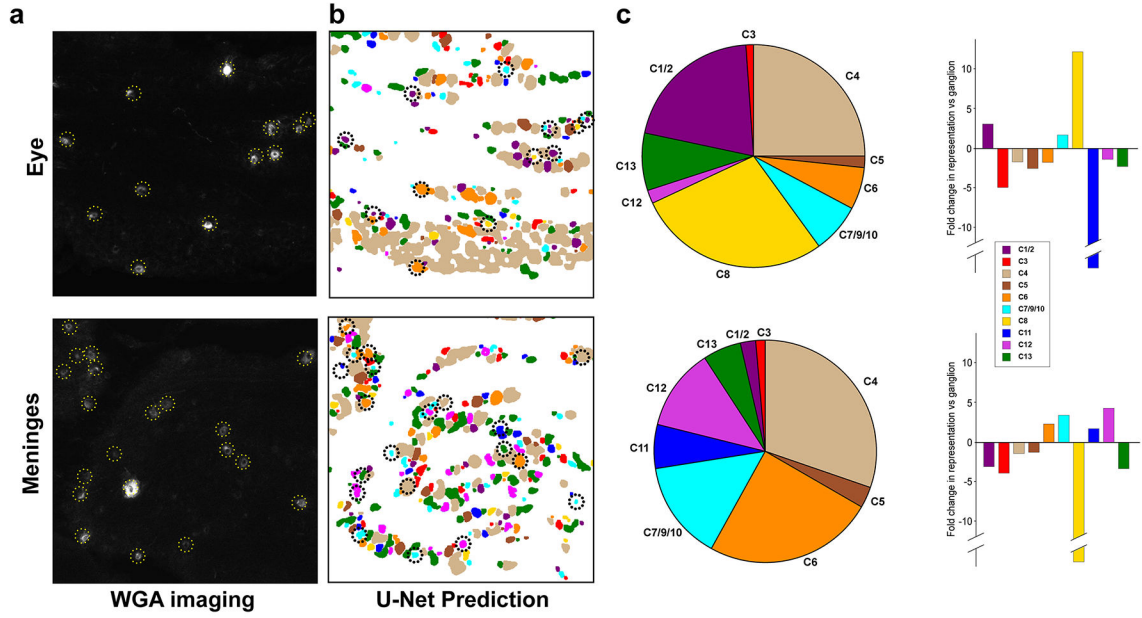 a
b
c
Eye
Meninges
WGA imaging
U-Net Prediction
C3
C4
C1/2
C5
C13
C6
C12
C7/9/10
C8
C1/2
C3
C12
C13
C4
C11
C5
C7/9/10
C6
Fold change in representation vs ganglion
10
5
0
-5
-10
C1/2
C3
C4
C5
C6
C7/9/10
C8
C11
C12
C13
Fold change in representation vs ganglion
10
5
0
-5
-10